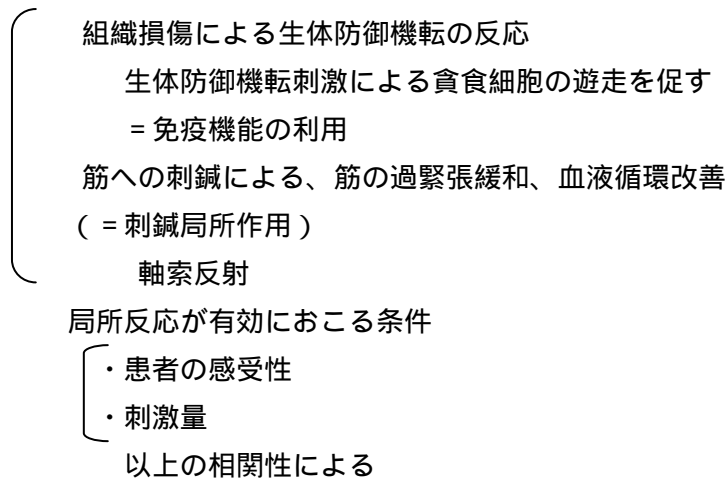 組織損傷による生体防御機転の反応
生体防御機転刺激による貪食細胞の遊走を促す
=免疫機能の利用
筋への刺鍼による、筋の過緊張緩和、血液循環改善
(=刺鍼局所作用)
軸索反射
局所反応が有効におこる条件
・患者の感受性
・刺激量
以上の相関性による